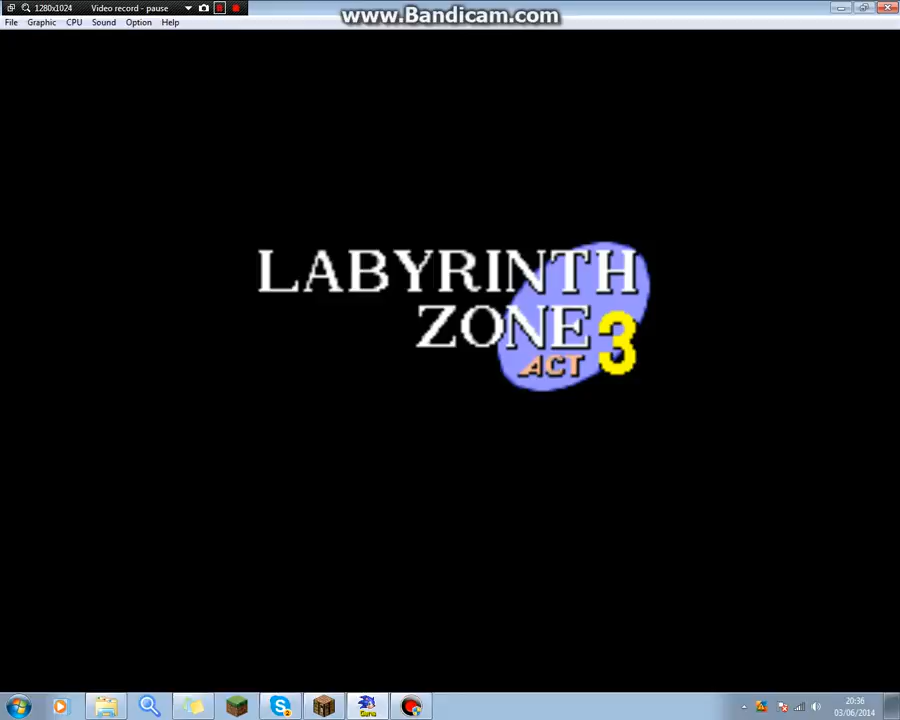 1280x1024 Video record - pause
www.Bandicam.com
File Graphic CPU Sound Option Help
LABYRINTH
ZONE
ACT 3
Gens
20:36
03/06/2014